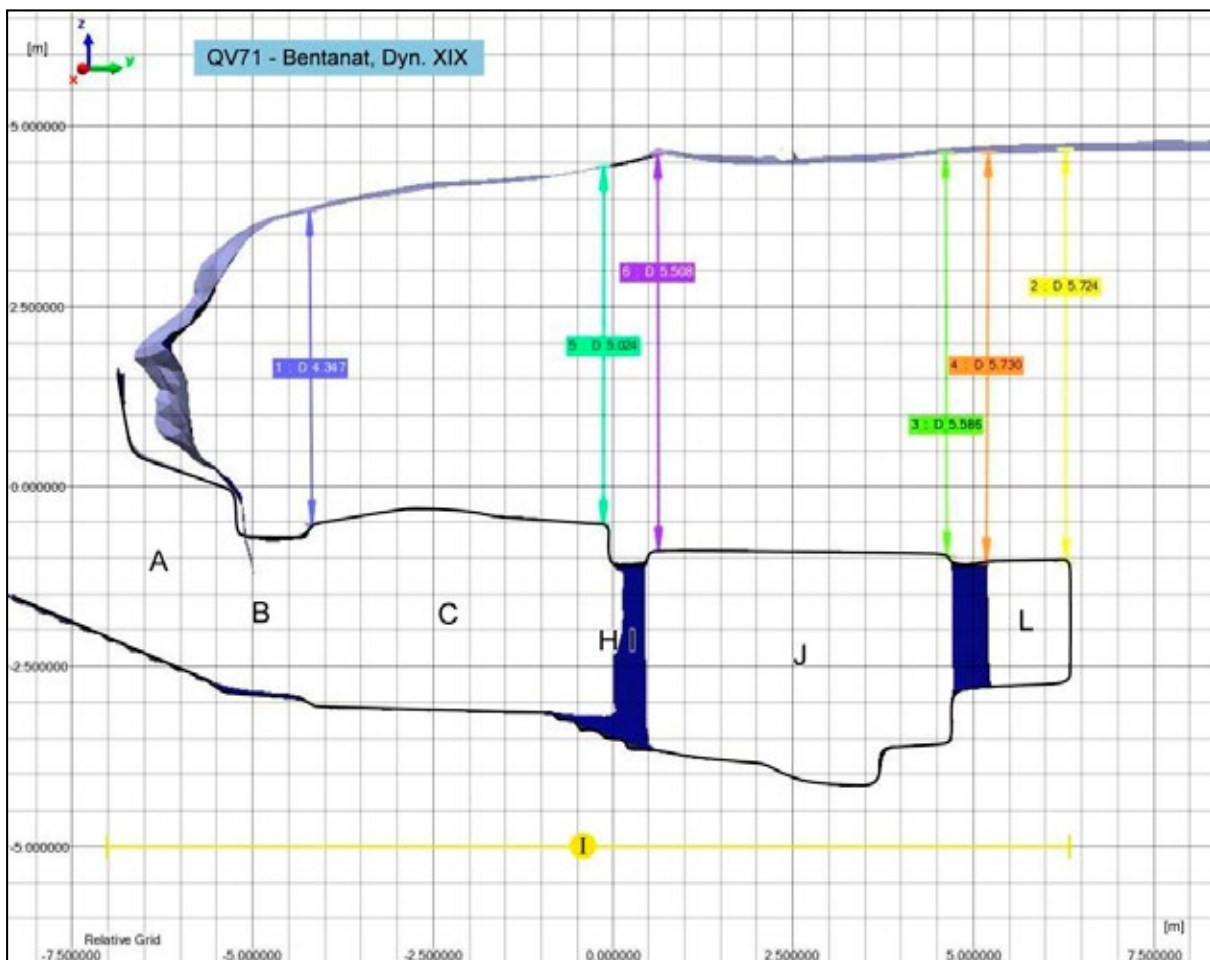 z
[m]
y
x
QV71 - Bentanat, Dyn. XIX
5.000000
6 : D 5.508
2 : D 5.724
2.500000
5 : D 5.024
1 : D 4.347
4 : D 5.730
3 : D 5.586
0.000000
A
B
C
H I
J
L
-2.500000
-5.000000
I
[m]
Relative Grid
-7.500000 -5.000000 -2.500000 0.000000 2.500000 5.000000 7.500000